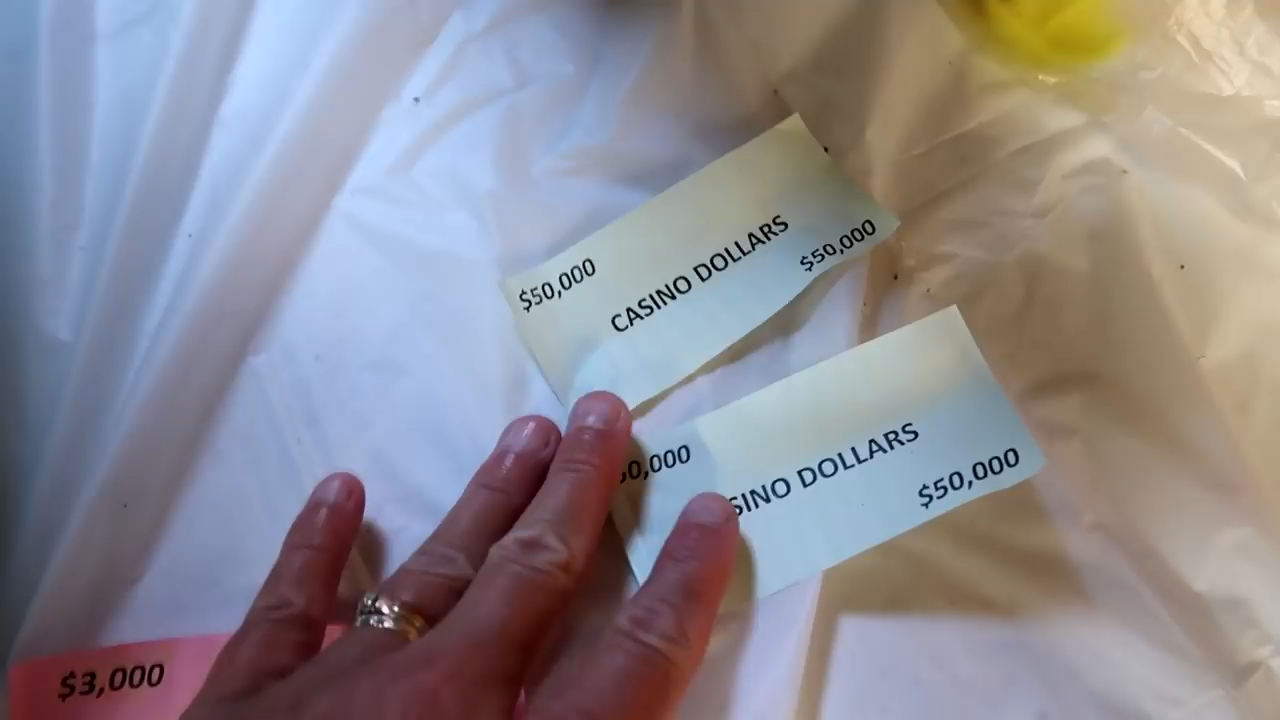 $50,000
CASINO DOLLARS
$50,000
0,000
SINO DOLLARS
$50,000
$3,000